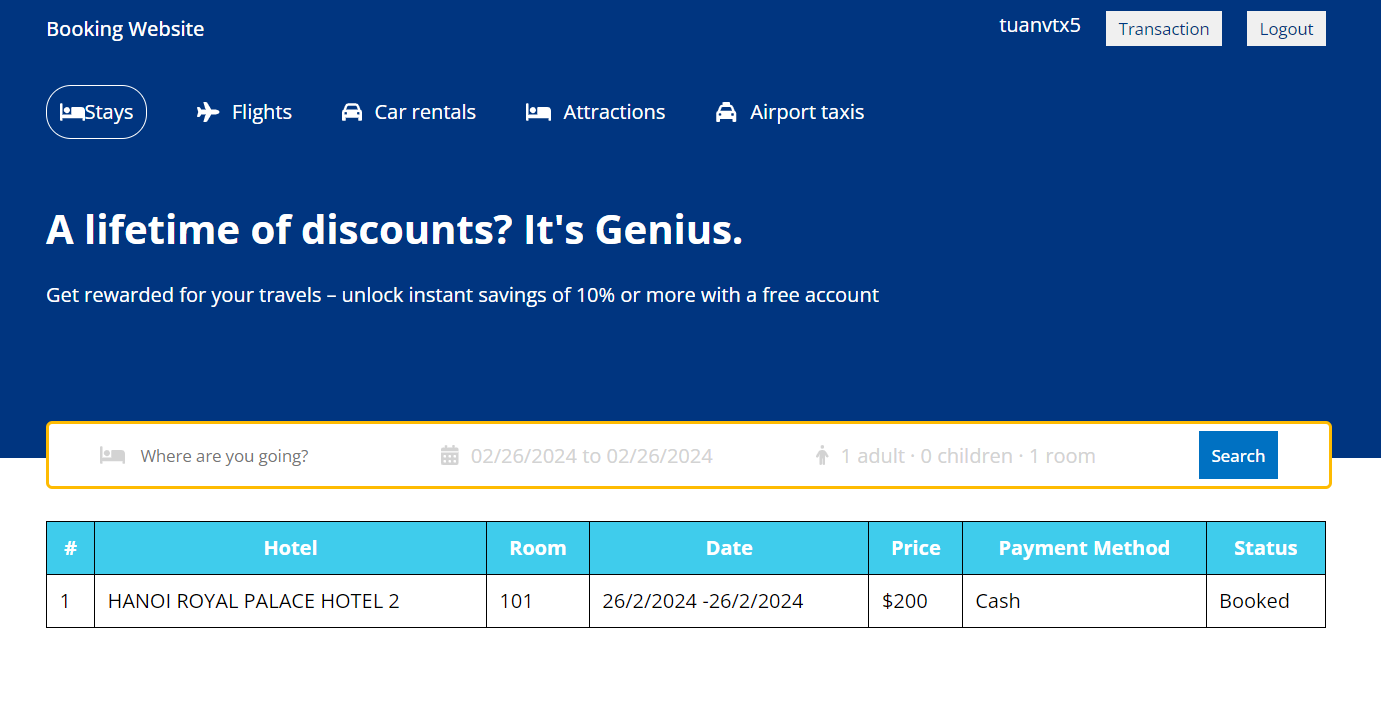 Booking Website tuanvtx5 Transaction Logout
Stays Flights Car rentals Attractions Airport taxis
A lifetime of discounts? It's Genius.
Get rewarded for your travels – unlock instant savings of 10% or more with a free account
Where are you going? 02/26/2024 to 02/26/2024 1 adult · 0 children · 1 room Search
# Hotel Room Date Price Payment Method Status
1 HANOI ROYAL PALACE HOTEL 2 101 26/2/2024 -26/2/2024 $200 Cash Booked